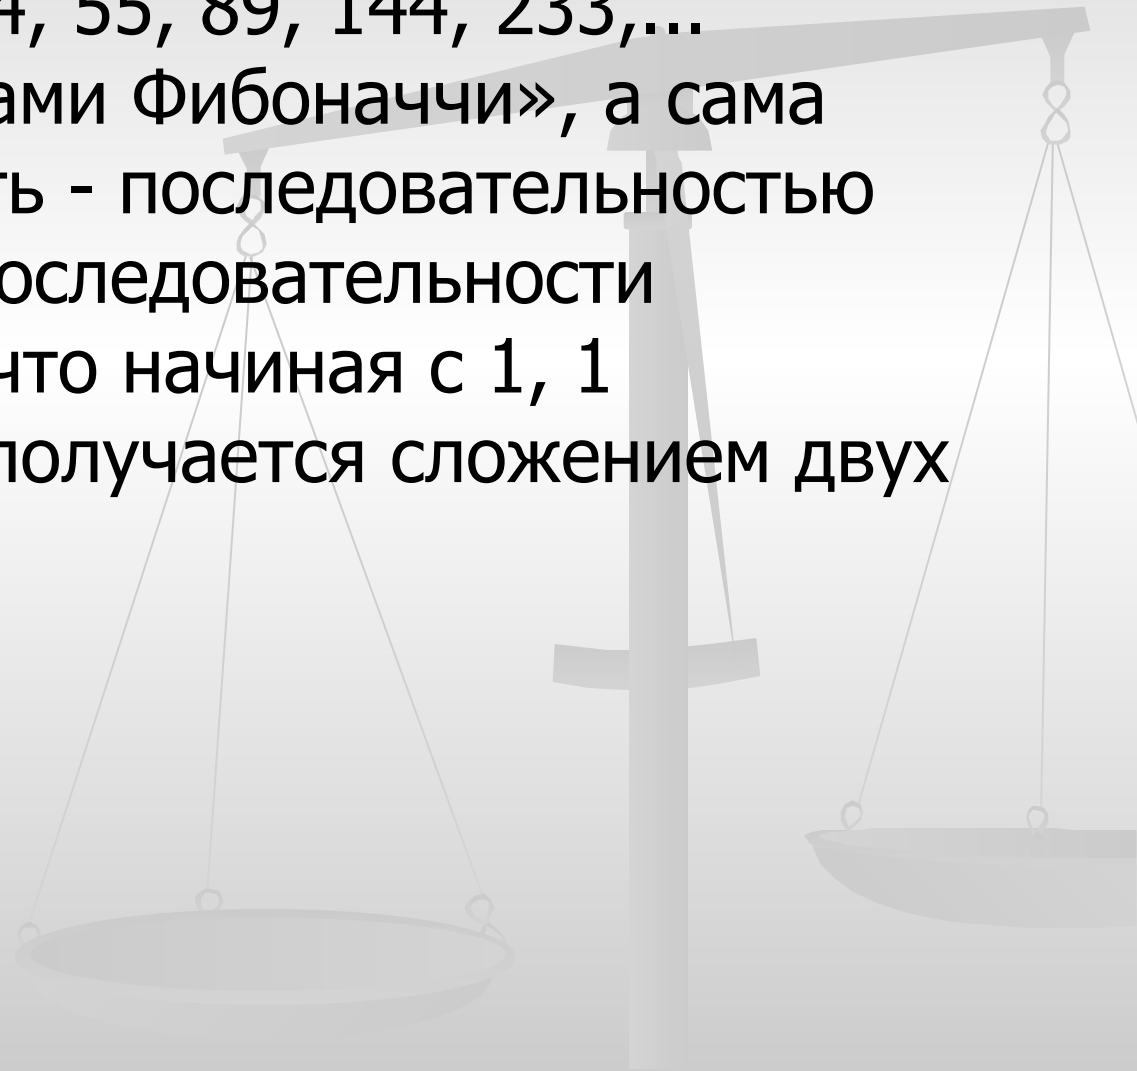 4, 55, 89, 144, 233,...
ами Фибоначчи», а сама
ть - последовательностью
оследовательности
что начиная с 1, 1
получается сложением двух